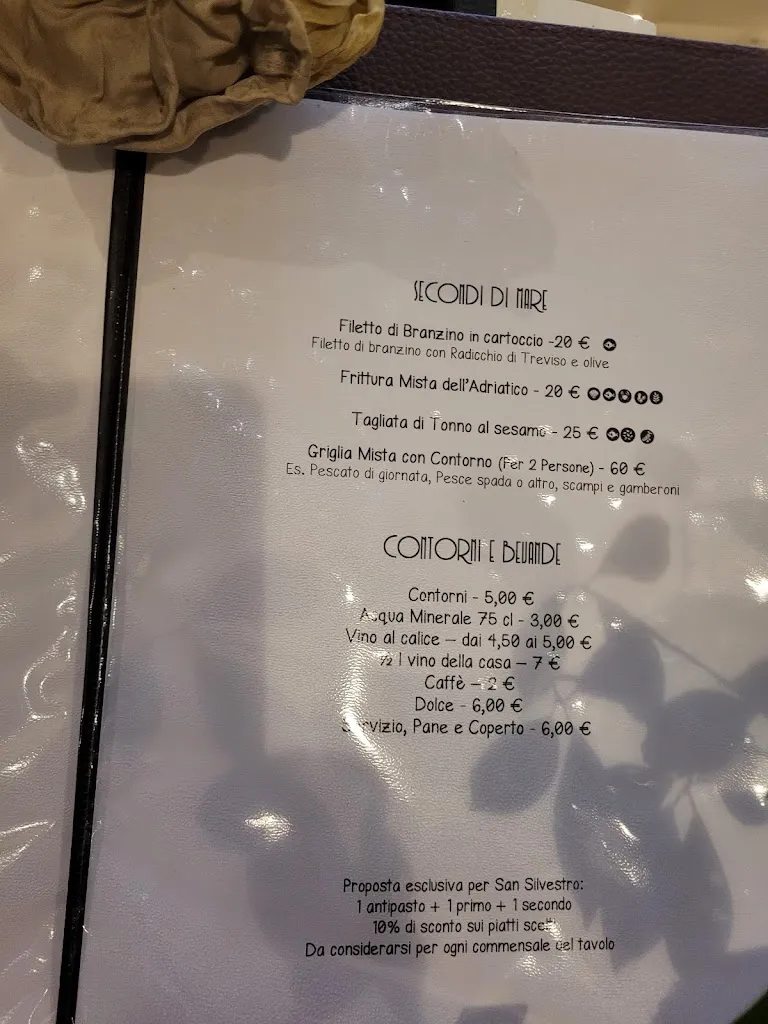 SECONDI DI MARE
Filetto di Branzino in cartoccio -20 €
Filetto di branzino con Radicchio di Treviso e olive
Frittura Mista dell'Adriatico - 20 €
Tagliata di Tonno al sesamo - 25 €
Griglia Mista con Contorno (Per 2 Persone) - 60 €
Es. Pescato di giornata, Pesce spada o altro, scampi e gamberoni
CONTORNI E BEVANDE
Contorni - 5,00 €
Acqua Minerale 75 cl - 3,00 €
Vino al calice – dai 4,50 ai 5,00 €
½ l vino della casa – 7 €
Caffè – 2 €
Dolce - 6,00 €
Servizio, Pane e Coperto - 6,00 €
Proposta esclusiva per San Silvestro:
1 antipasto + 1 primo + 1 secondo
10% di sconto sui piatti scelti
Da considerarsi per ogni commensale del tavolo